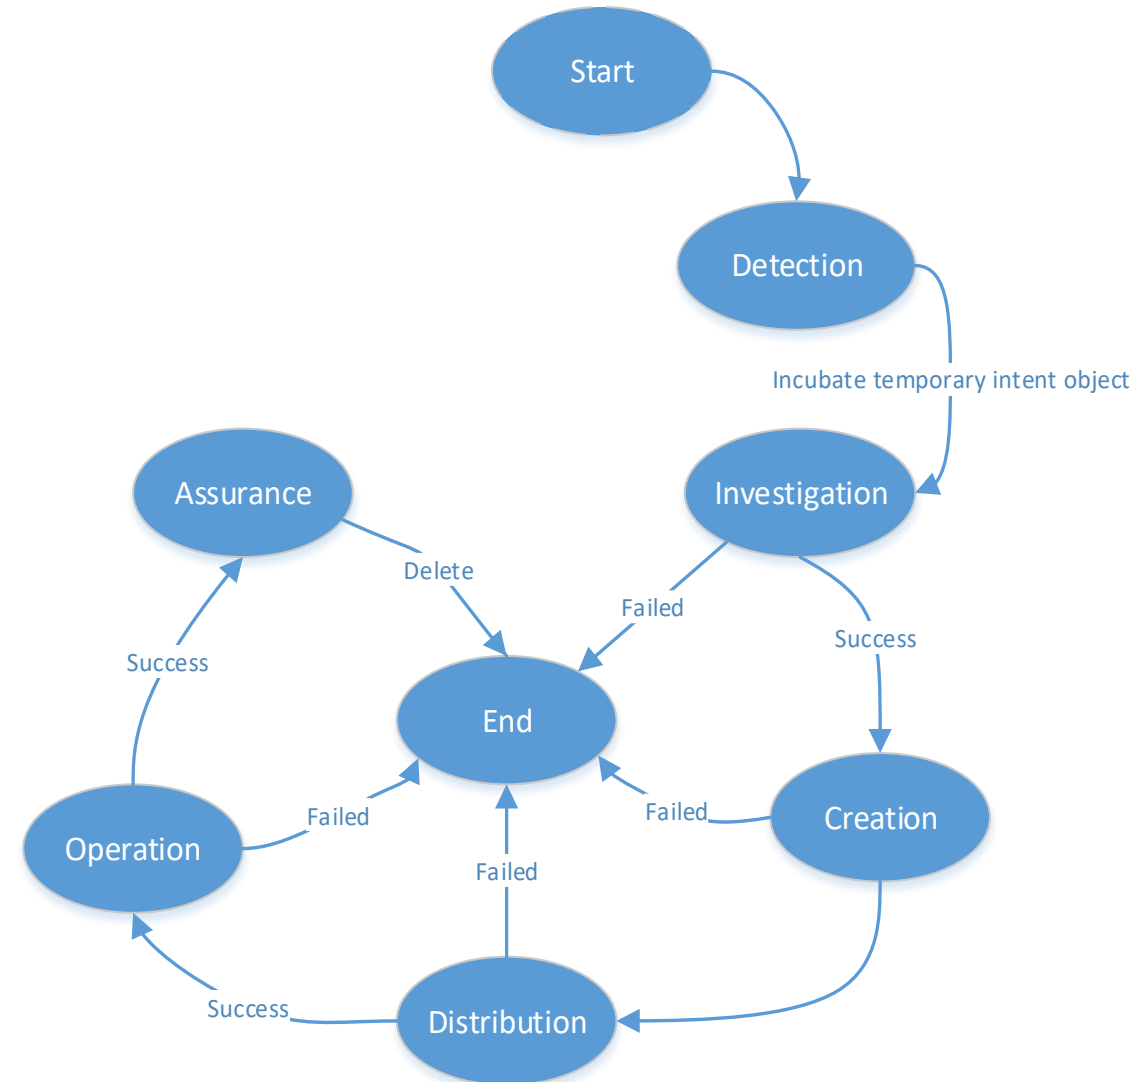 Start
Detection
Incubate temporary intent object
Assurance
Investigation
Delete
Failed
Success
Success
End
Failed
Failed
Creation
Operation
Failed
Success
Distribution